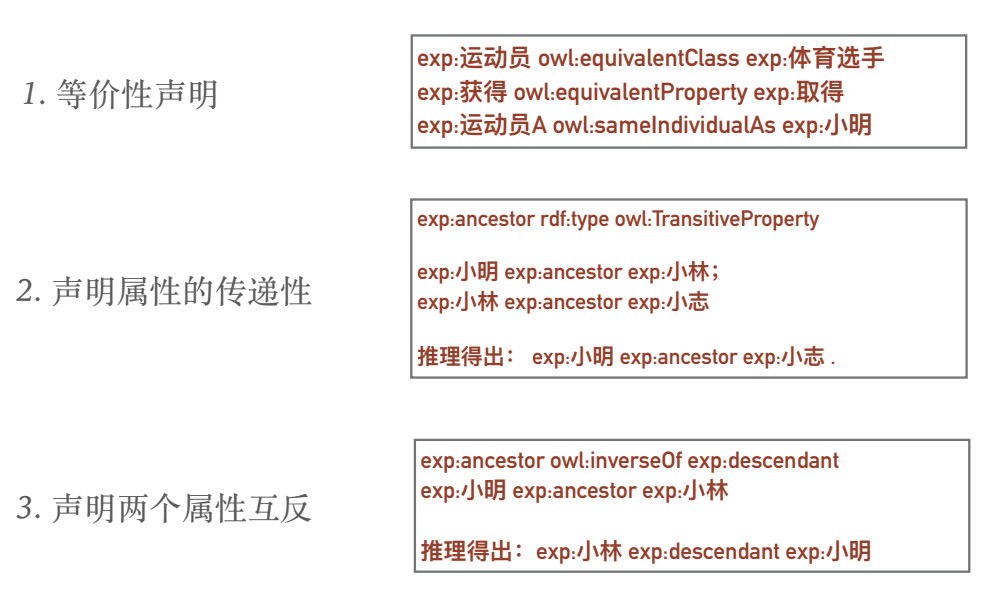 1. 等价性声明
exp:运动员 owl:equivalentClass exp:体育选手
exp:获得 owl:equivalentProperty exp:取得
exp:运动员A owl:sameIndividualAs exp:小明
2. 声明属性的传递性
exp:ancestor rdf:type owl:TransitiveProperty
exp:小明 exp:ancestor exp:小林；
exp:小林 exp:ancestor exp:小志
推理得出： exp:小明 exp:ancestor exp:小志 .
3. 声明两个属性互反
exp:ancestor owl:inverseOf exp:descendant
exp:小明 exp:ancestor exp:小林
推理得出：exp:小林 exp:descendant exp:小明